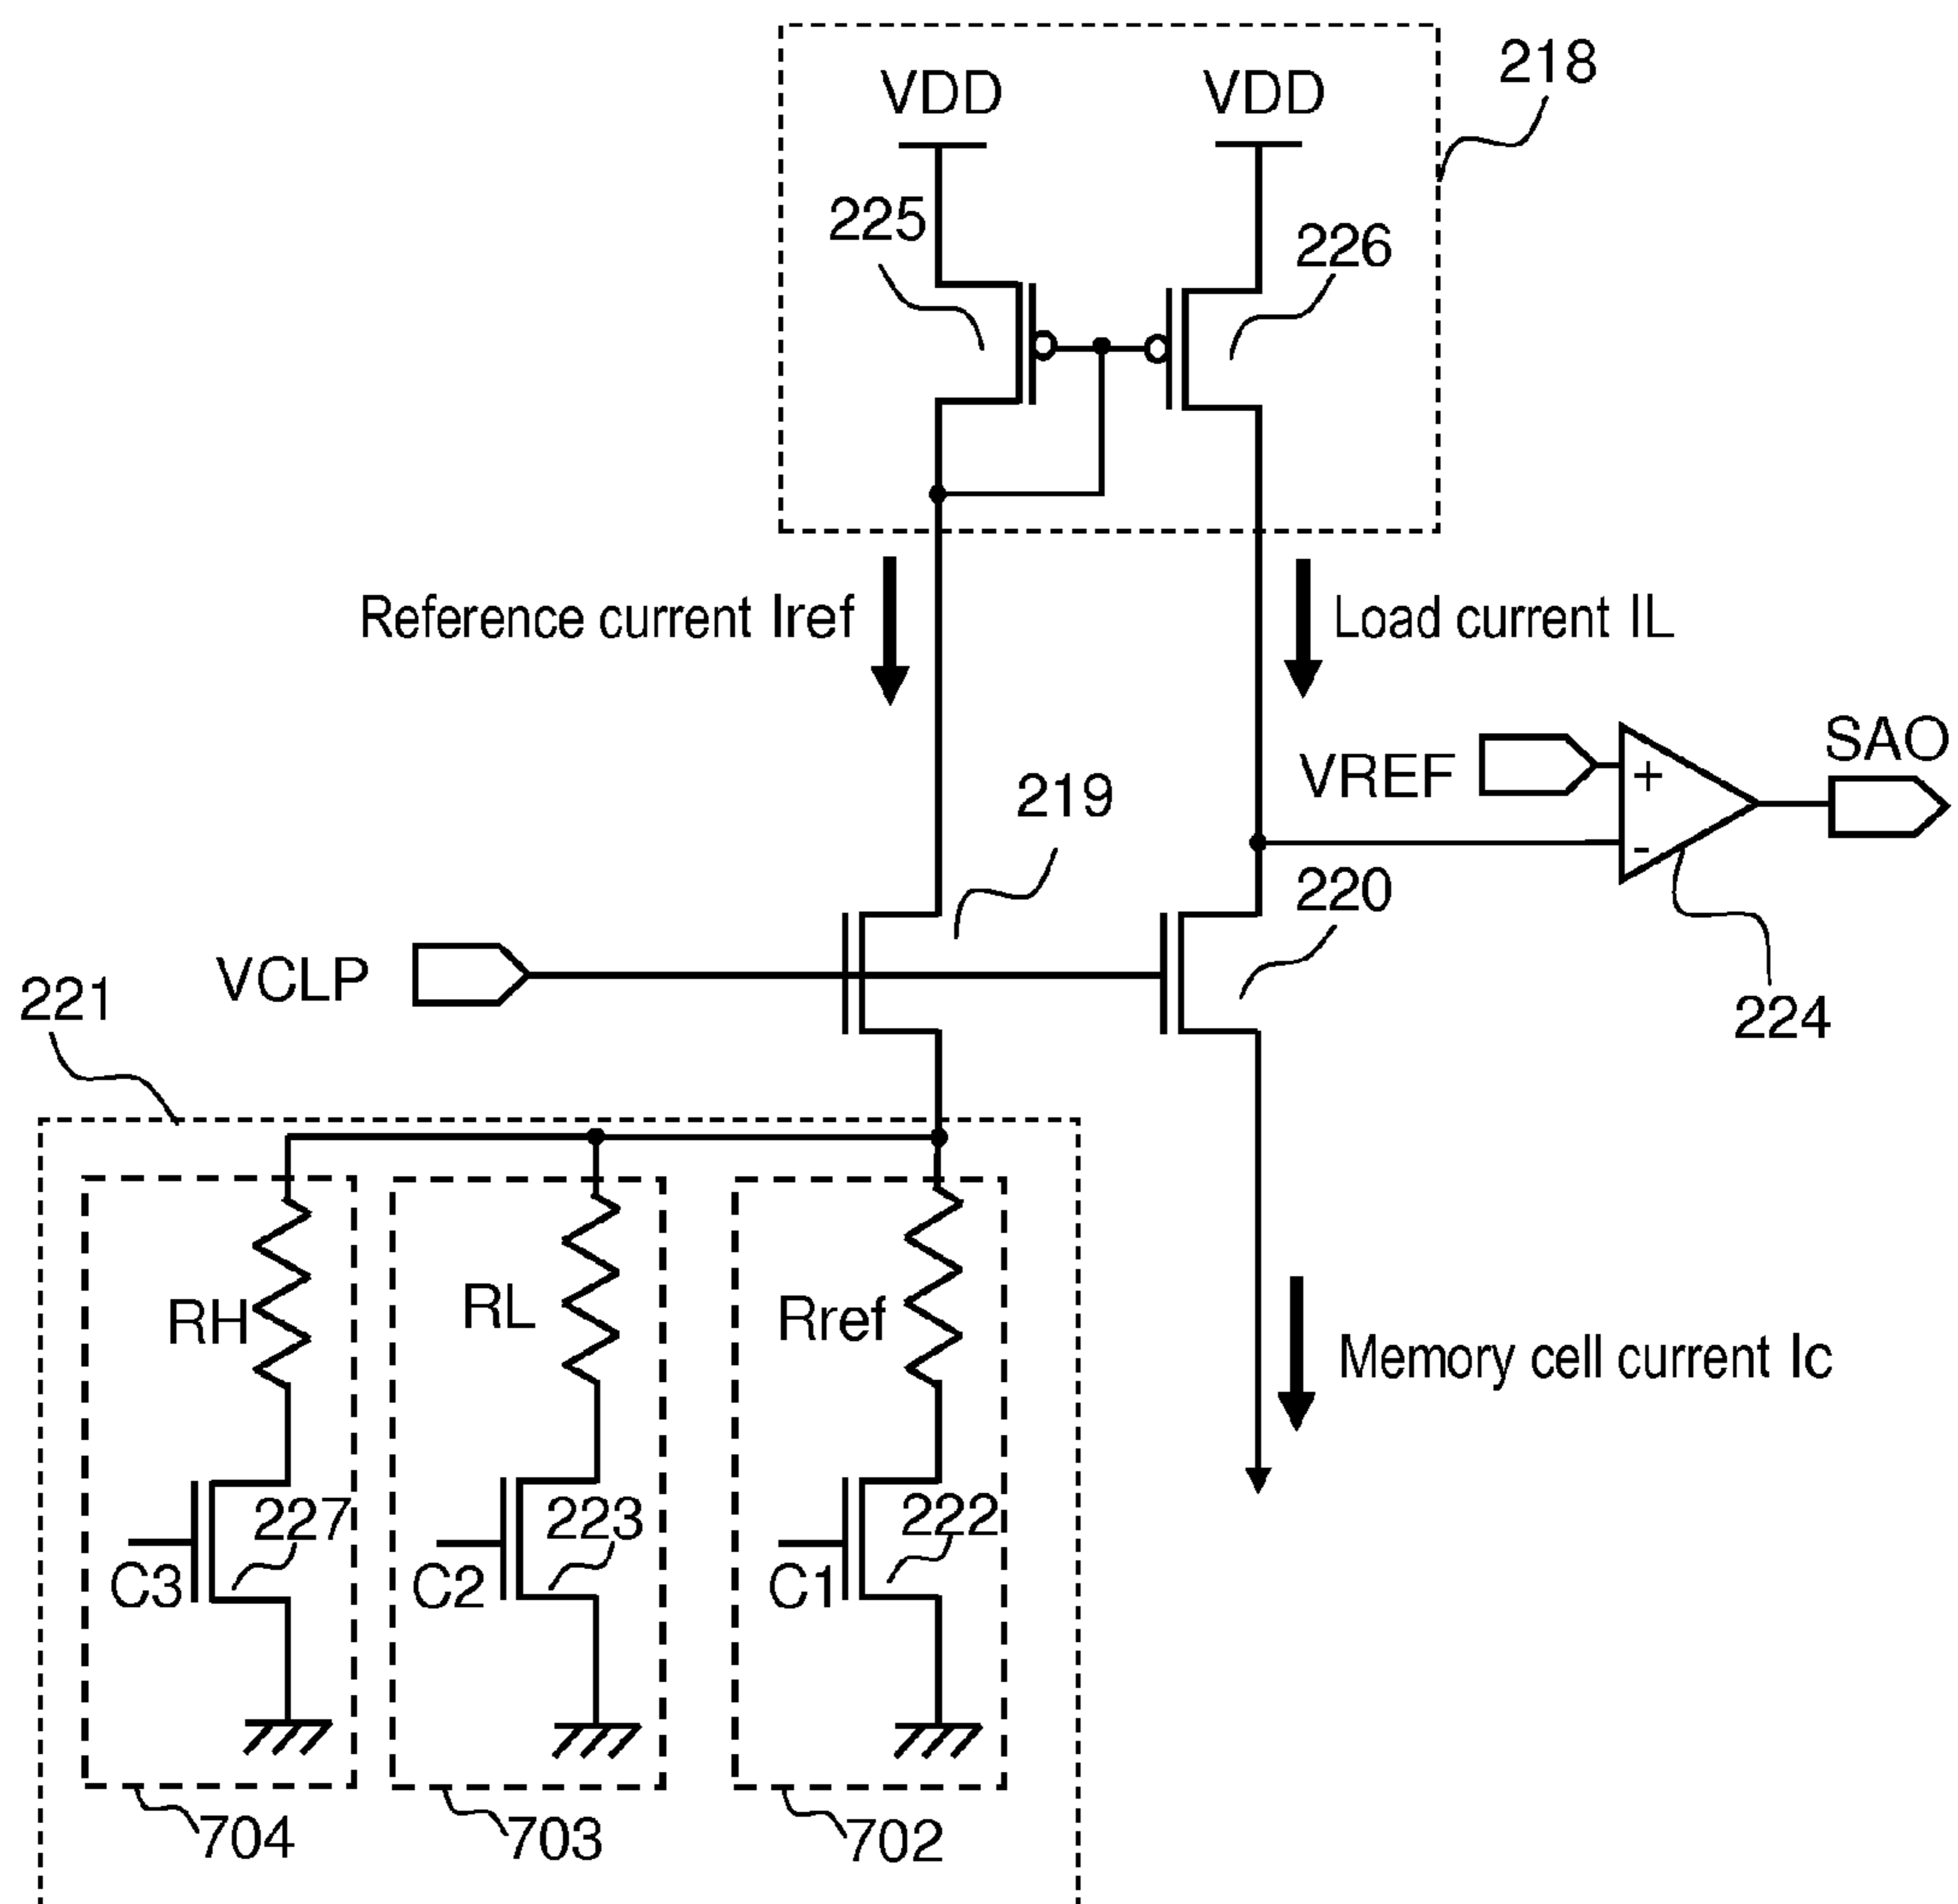 218
VDD
VDD
225
226
Reference current Iref
Load current IL
SAO
VREF
+
-
219
220
VCLP
221
224
RH
RL
Rref
Memory cell current Ic
227
223
222
C3
C2
C1
704
703
702